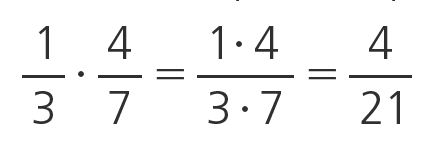 1/3 · 4/7 = 1 · 4/3 · 7 = 4/21